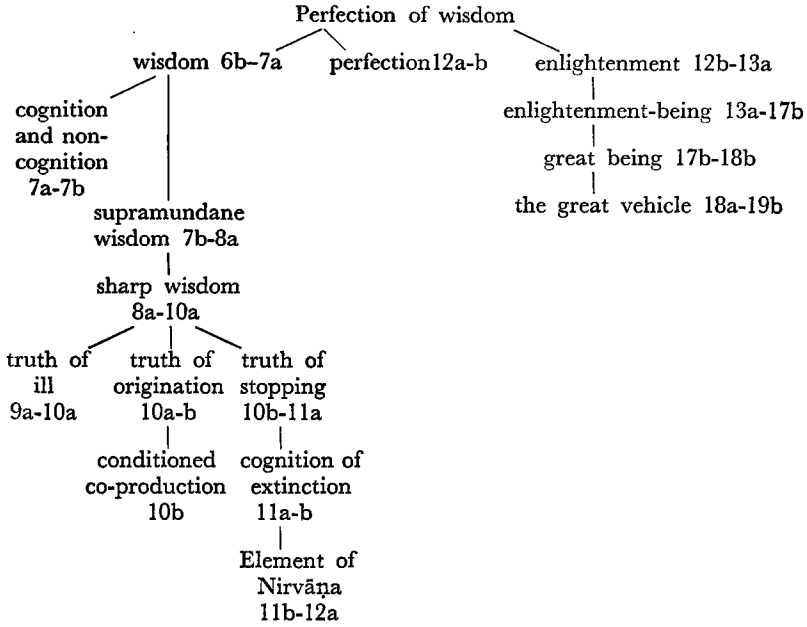 Perfection of wisdom
wisdom 6b-7a perfection12a-b enlightenment 12b-13a
cognition
and non-
cognition
7a-7b
enlightenment-being 13a-17b
great being 17b-18b
the great vehicle 18a-19b
supramundane
wisdom 7b-8a
sharp wisdom
8a-10a
truth of
ill
9a-10a
truth of
origination
10a-b
truth of
stopping
10b-11a
conditioned
co-production
10b
cognition of
extinction
11a-b
Element of
Nirvāṇa
11b-12a